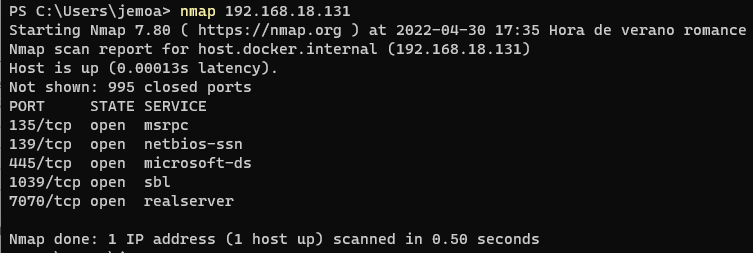 PS C:\Users\jemoa> nmap 192.168.18.131
Starting Nmap 7.80 ( https://nmap.org ) at 2022-04-30 17:35 Hora de verano romance
Nmap scan report for host.docker.internal (192.168.18.131)
Host is up (0.00013s latency).
Not shown: 995 closed ports
PORT     STATE SERVICE
135/tcp  open  msrpc
139/tcp  open  netbios-ssn
445/tcp  open  microsoft-ds
1039/tcp open  sbl
7070/tcp open  realserver

Nmap done: 1 IP address (1 host up) scanned in 0.50 seconds